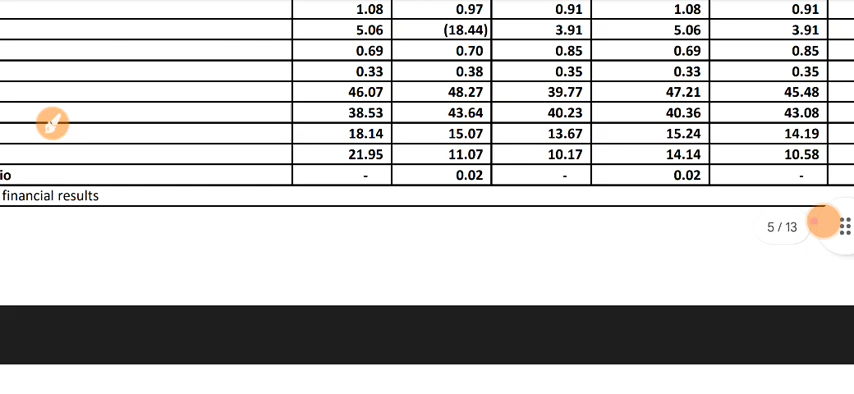 1.08 0.97 0.91 1.08 0.91
5.06 (18.44) 3.91 5.06 3.91
0.69 0.70 0.85 0.69 0.85
0.33 0.38 0.35 0.33 0.35
46.07 48.27 39.77 47.21 45.48
38.53 43.64 40.23 40.36 43.08
18.14 15.07 13.67 15.24 14.19
21.95 11.07 10.17 14.14 10.58
io - 0.02 - 0.02 -
financial results
5 / 13